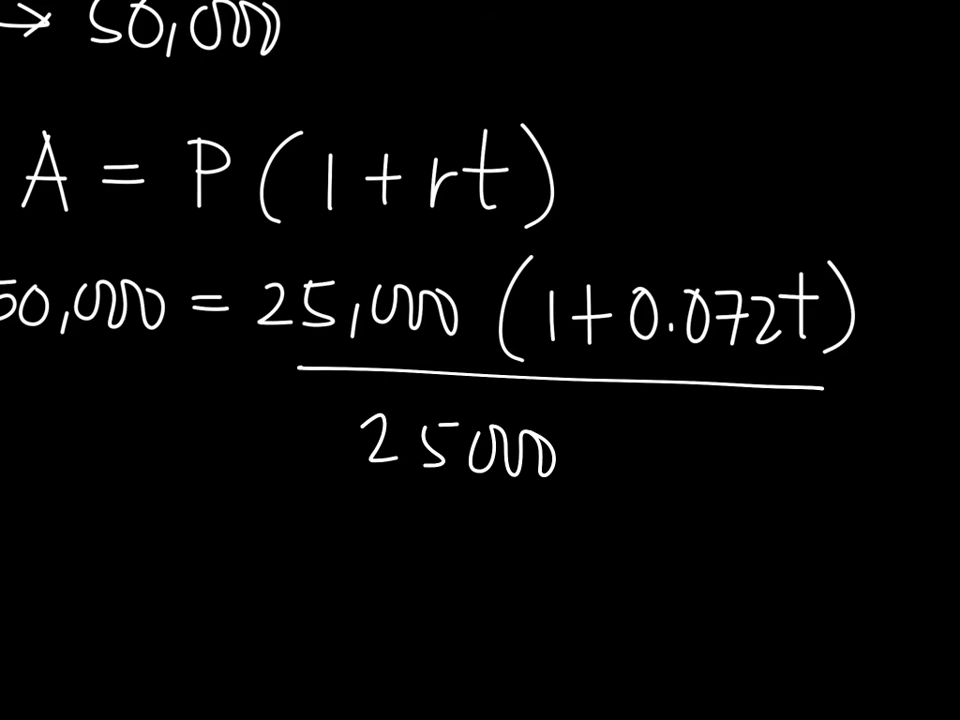 → 50,000
A = P(1+rt)
50,000 = 25,000 (1+0.072t)
25000